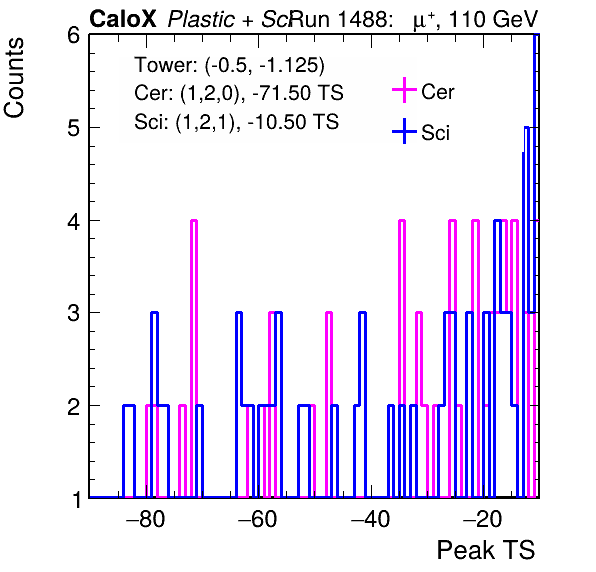 CaloX Plastic + Sci Run 1488: μ+, 110 GeV
Counts
Tower: (-0.5, -1.125)
Cer: (1,2,0), -71.50 TS
Sci: (1,2,1), -10.50 TS
Cer
Sci
6
5
4
3
2
1
−80 −60 −40 −20
Peak TS